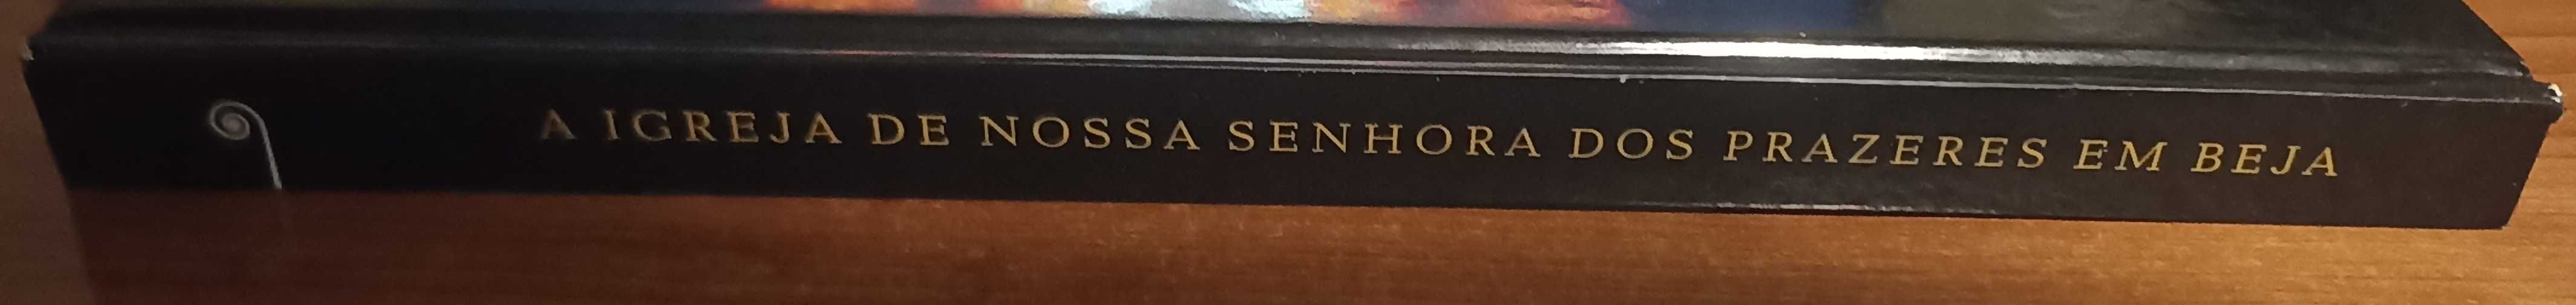 A IGREJA DE NOSSA SENHORA DOS PRAZERES EM BEJA